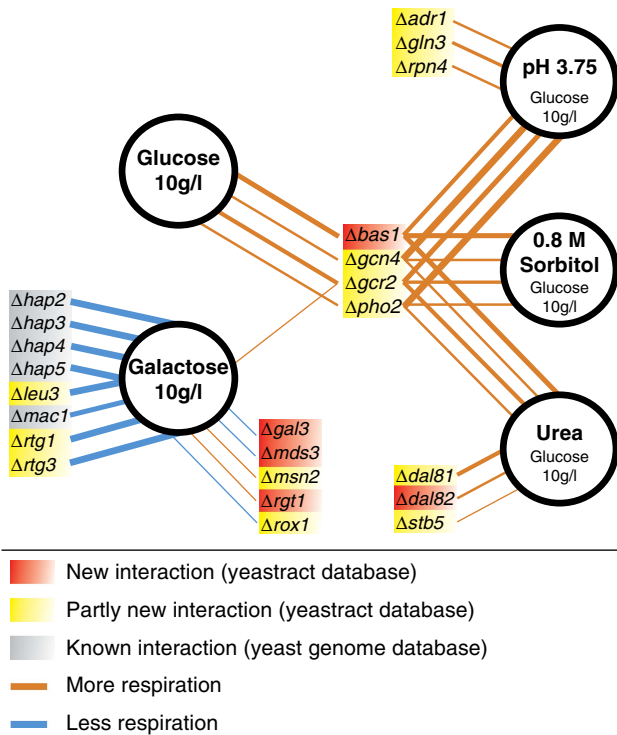 Δadr1
Δgln3
Δrpn4
pH 3.75
Glucose
10g/l
Glucose
10g/l
Δbas1
Δgcn4
Δgcr2
Δpho2
0.8 M
Sorbitol
Glucose
10g/l
Δhap2
Δhap3
Δhap4
Δhap5
Δleu3
Δmac1
Δrtg1
Δrtg3
Galactose
10g/l
Δgal3
Δmds3
Δmsn2
Δrgt1
Δrox1
Urea
Glucose
10g/l
Δdal81
Δdal82
Δstb5
New interaction (yeastract database)
Partly new interaction (yeastract database)
Known interaction (yeast genome database)
More respiration
Less respiration